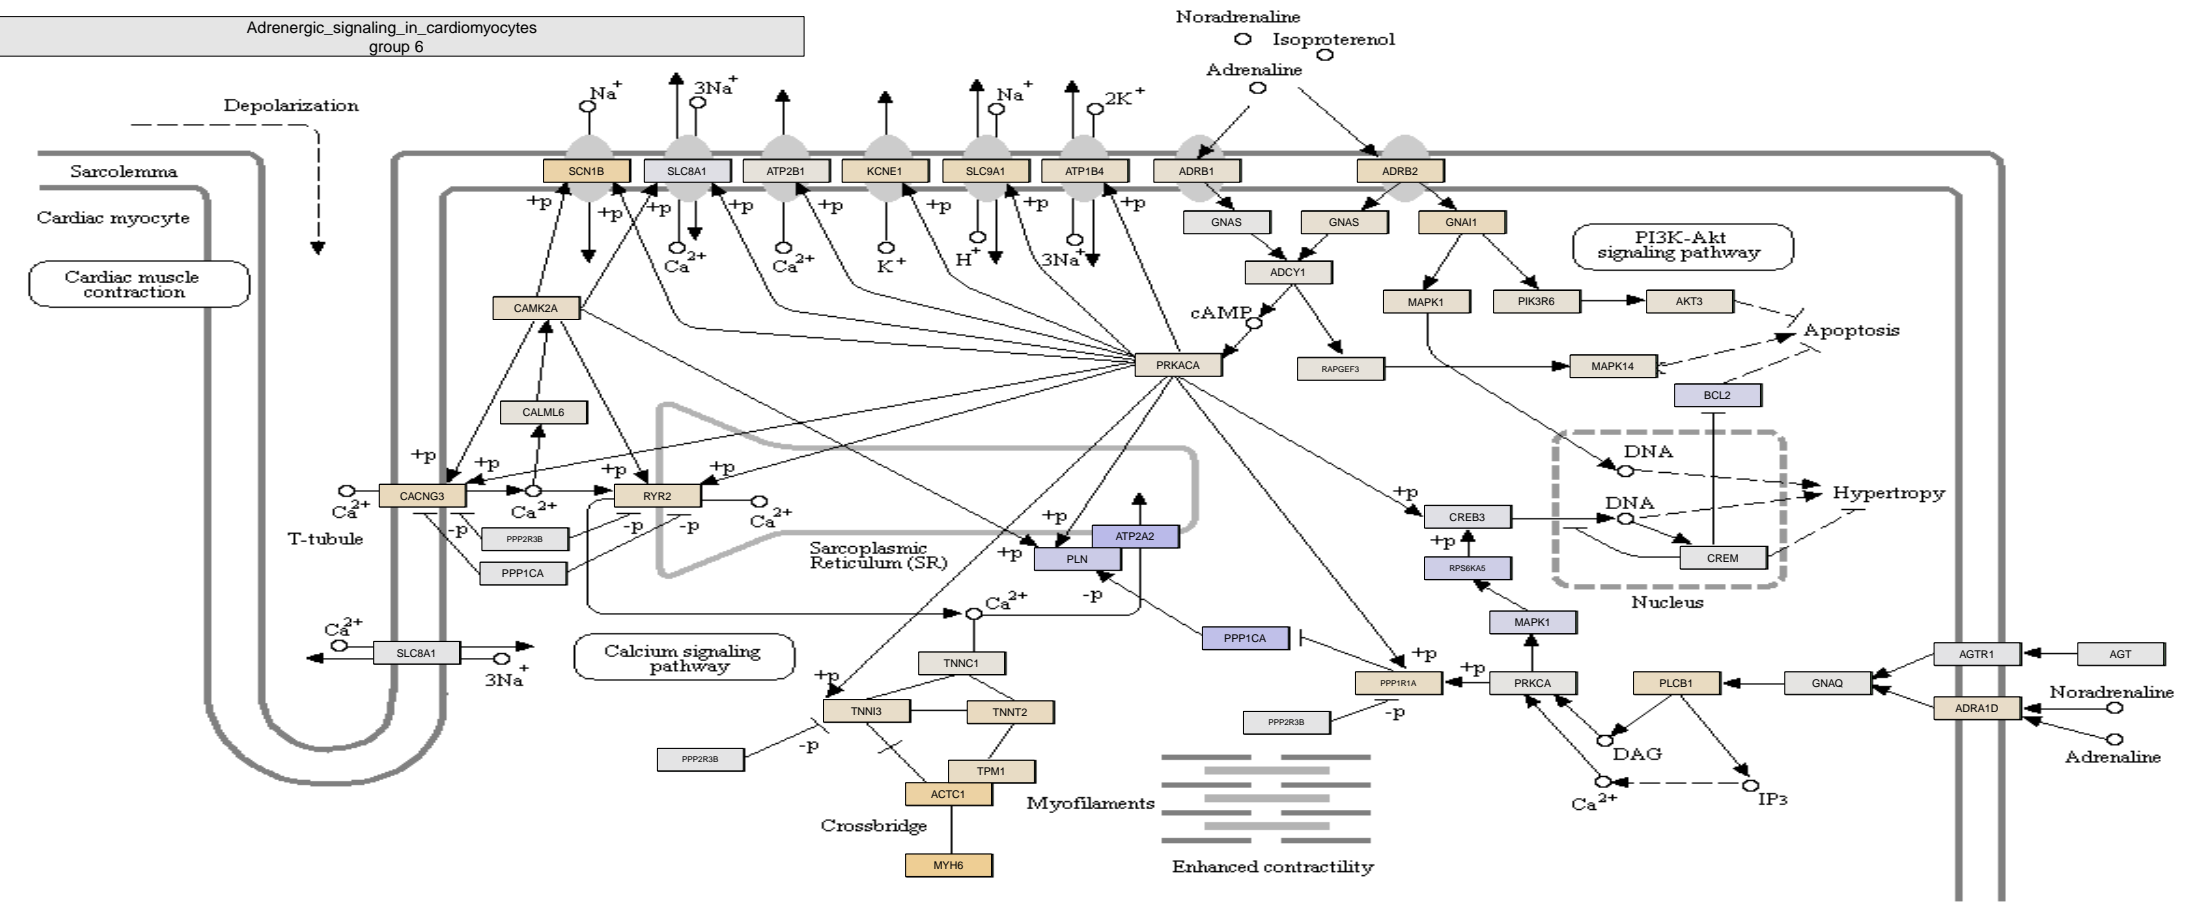 Adrenergic_signaling_in_cardiomyocytes
group 6
Noradrenaline
Isoproterenol
Adrenaline
Depolarization
Na+
3Na+
Na+
2K+
Sarcolemma
SCN1B
SLC8A1
ATP2B1
KCNE1
SLC9A1
ATP1B4
ADRB1
ADRB2
+p
+p
+p
+p
+p
+p
+p
+p
Cardiac myocyte
GNAS
GNAS
GNAI1
Ca2+
Ca2+
K+
H+
3Na+
PI3K-Akt
signaling pathway
Cardiac muscle
contraction
ADCY1
CAMK2A
cAMP
MAPK1
PIK3R6
AKT3
Apoptosis
PRKACA
RAPGEF3
MAPK14
BCL2
CALML6
+p
+p
+p
+p
DNA
CACNG3
RYR2
Ca2+
Ca2+
Ca2+
+p
DNA
Hypertropy
-p
-p
-p
T-tubule
PPP2R3B
+p
+p
ATP2A2
CREB3
+p
Sarcoplasmic
Reticulum (SR)
PLN
CREM
PPP1CA
RPS6KA5
-p
Nucleus
Ca2+
Ca2+
MAPK1
SLC8A1
3Na+
Calcium signaling
pathway
PPP1CA
TNNC1
+p
+p
+p
AGTR1
AGT
PPP1R1A
PRKCA
PLCB1
GNAQ
Noradrenaline
TNNI3
TNNT2
PPP2R3B
-p
ADRA1D
-p
PPP2R3B
DAG
Adrenaline
TPM1
ACTC1
Myofilaments
Ca2+
IP3
Crossbridge
MYH6
Enhanced contractility